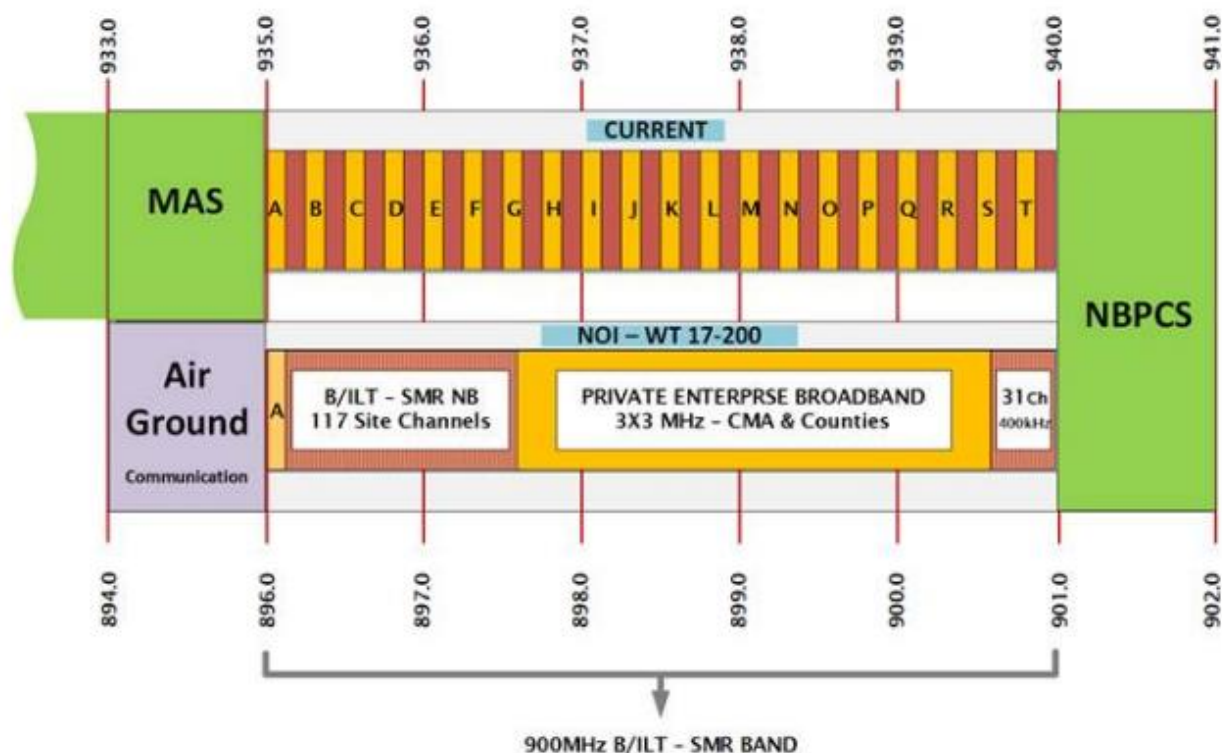 933.0 935.0 936.0 937.0 938.0 939.0 940.0 941.0
CURRENT
MAS
A B C D E F G H I J K L M N O P Q R S T
NBPCS
NOI – WT 17-200
Air
Ground
Communication
A
B/ILT – SMR NB
117 Site Channels
PRIVATE ENTERPRSE BROADBAND
3X3 MHz – CMA & Counties
31Ch
400kHz
894.0 896.0 897.0 898.0 899.0 900.0 901.0 902.0
900MHz B/ILT – SMR BAND